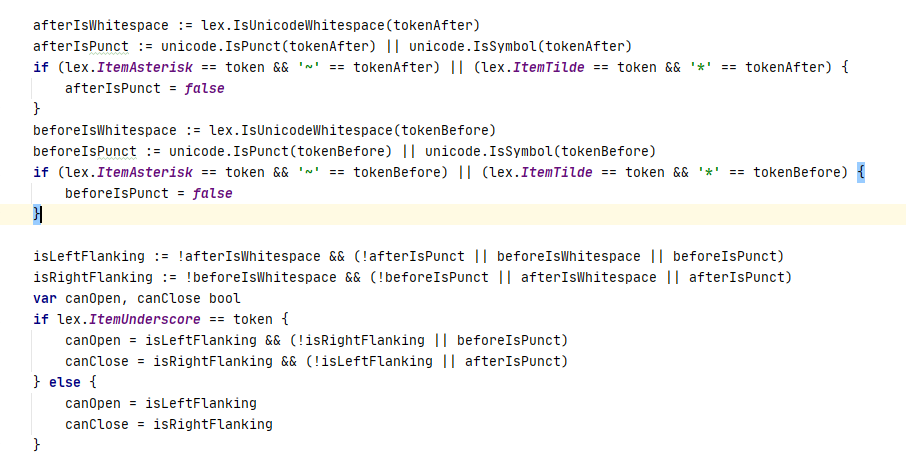 afterIsWhitespace := lex.IsUnicodeWhitespace(tokenAfter)
afterIsPunct := unicode.IsPunct(tokenAfter) || unicode.IsSymbol(tokenAfter)
if (lex.ItemAsterisk == token && '~' == tokenAfter) || (lex.ItemTilde == token && '*' == tokenAfter) {
    afterIsPunct = false
}
beforeIsWhitespace := lex.IsUnicodeWhitespace(tokenBefore)
beforeIsPunct := unicode.IsPunct(tokenBefore) || unicode.IsSymbol(tokenBefore)
if (lex.ItemAsterisk == token && '~' == tokenBefore) || (lex.ItemTilde == token && '*' == tokenBefore) {
    beforeIsPunct = false
}
isLeftFlanking := !afterIsWhitespace && (!afterIsPunct || beforeIsWhitespace || beforeIsPunct)
isRightFlanking := !beforeIsWhitespace && (!beforeIsPunct || afterIsWhitespace || afterIsPunct)
var canOpen, canClose bool
if lex.ItemUnderscore == token {
    canOpen = isLeftFlanking && (!isRightFlanking || beforeIsPunct)
    canClose = isRightFlanking && (!isLeftFlanking || afterIsPunct)
} else {
    canOpen = isLeftFlanking
    canClose = isRightFlanking
}